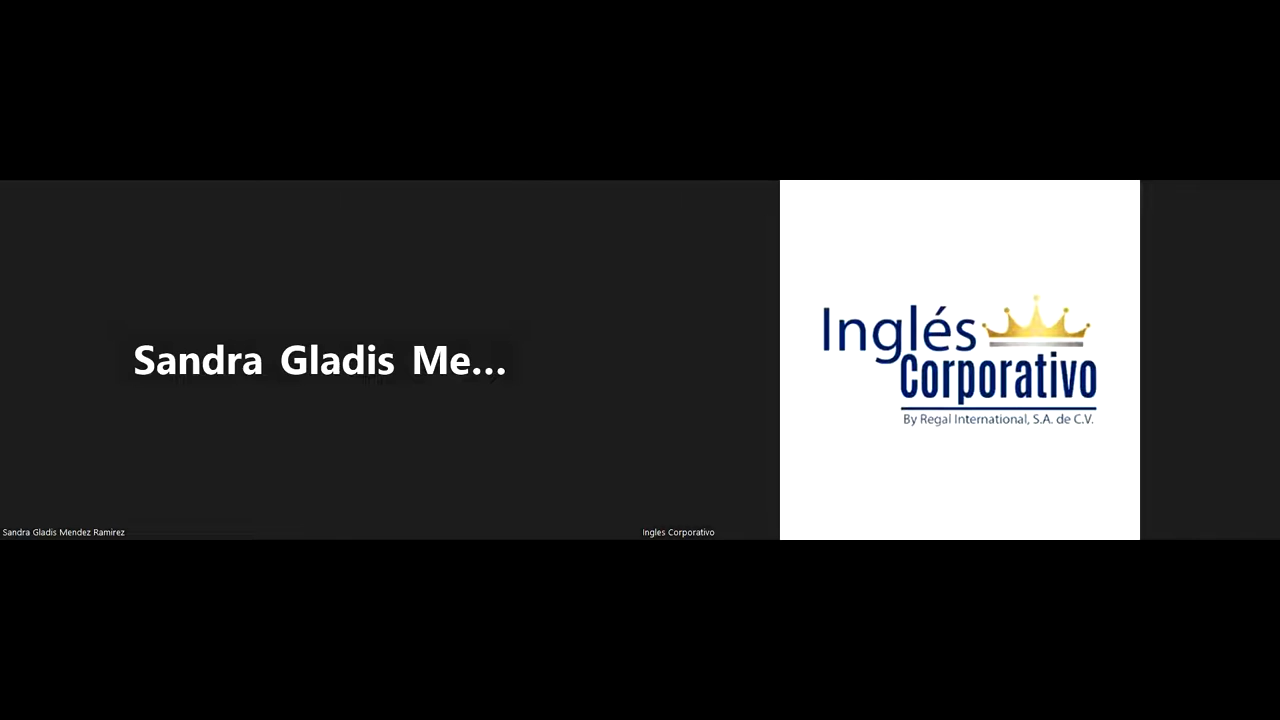 Sandra Gladis Me...
Sandra Gladis Mendez Ramirez
Inglés
Corporativo
By Regal International, S.A. de C.V.
Ingles Corporativo